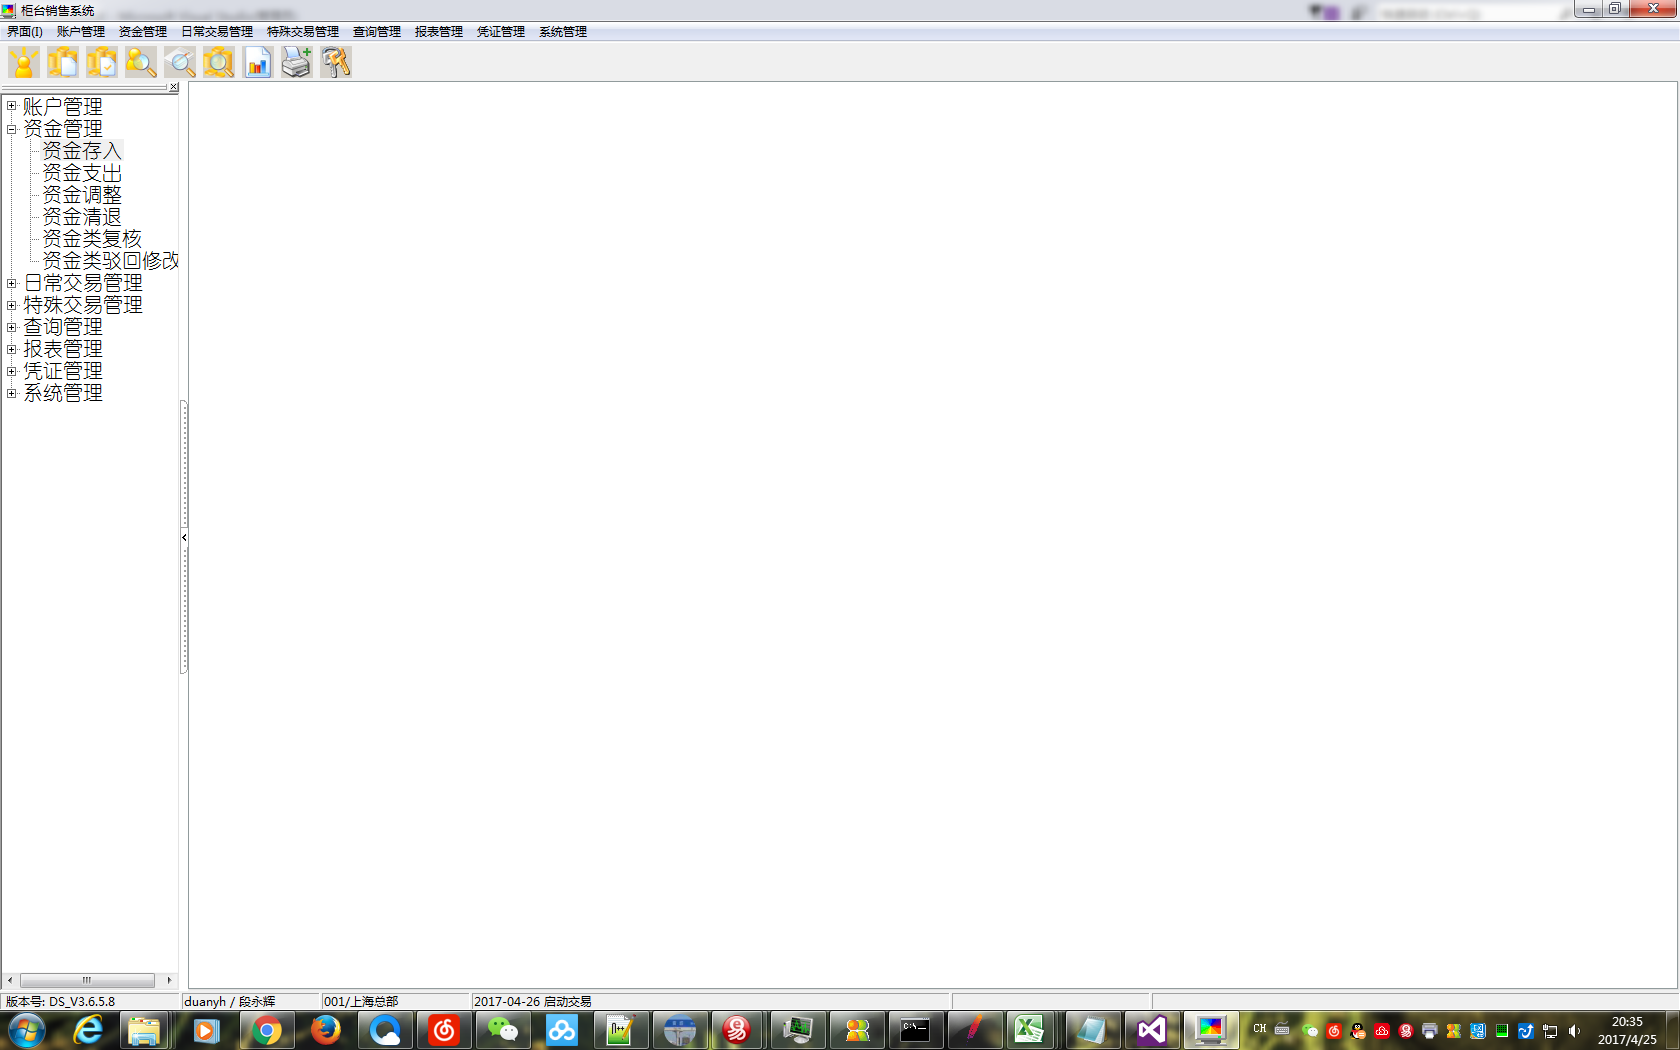 柜台销售系统
界面(I) 账户管理 资金管理 日常交易管理 特殊交易管理 查询管理 报表管理 凭证管理 系统管理
账户管理
资金管理
资金存入
资金支出
资金调整
资金清退
资金类复核
资金类驳回修改
日常交易管理
特殊交易管理
查询管理
报表管理
凭证管理
系统管理
版本号: DS_V3.6.5.8 duanyh / 段永辉 001/上海总部 2017-04-26 启动交易
CH 20:35
2017/4/25